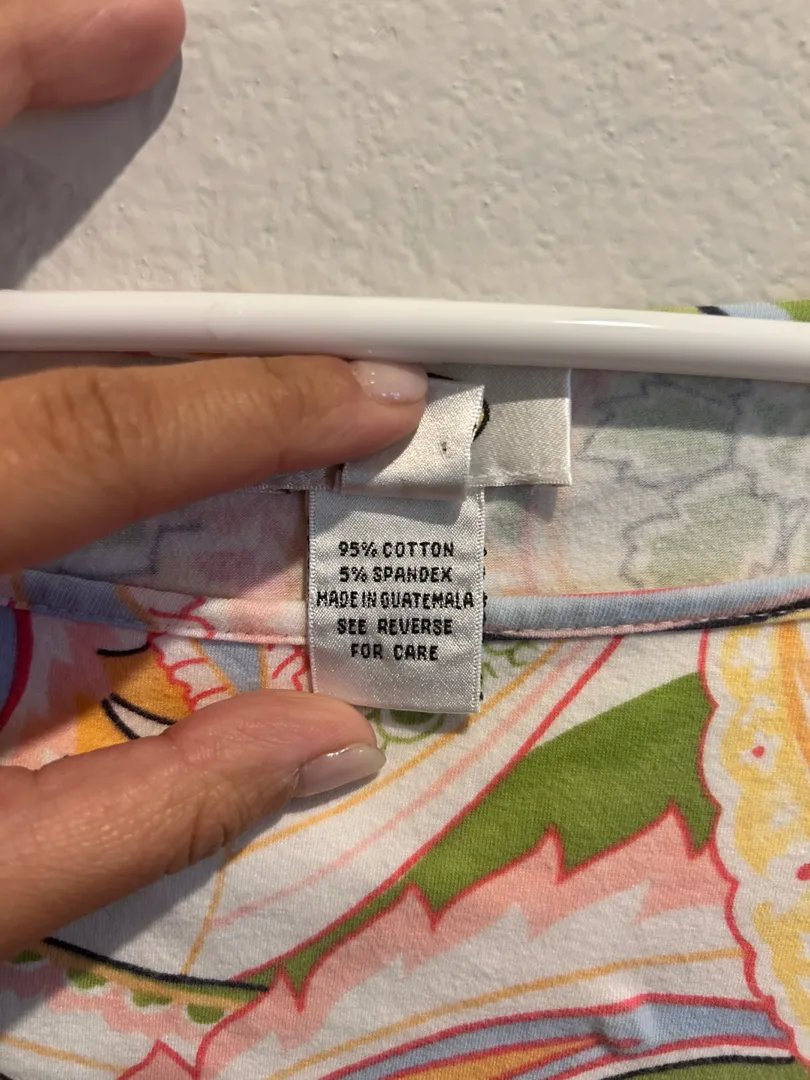 95% COTTON
5% SPANDEX
MADE IN GUATEMALA
SEE REVERSE
FOR CARE